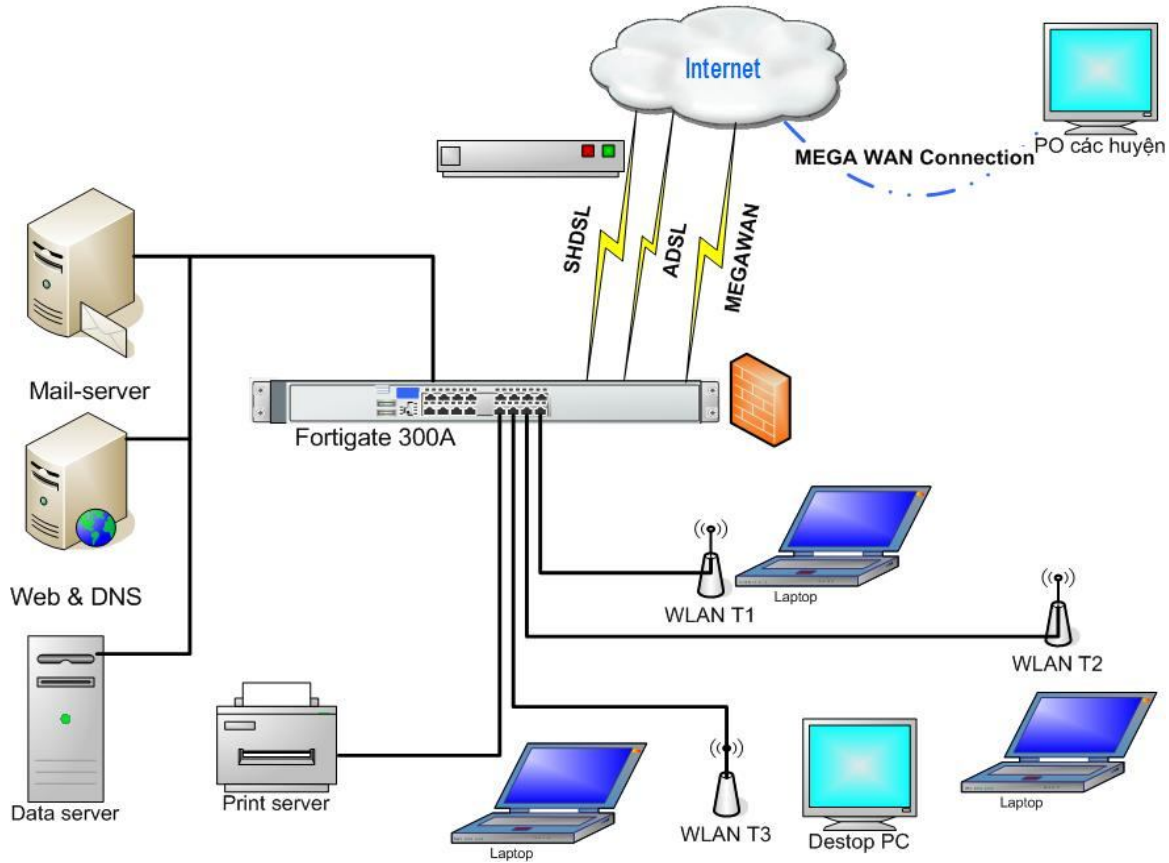 Internet
PO các huyện
MEGA WAN Connection
SHDSL
ADSL
MEGAWAN
Mail-server
Fortigate 300A
Web & DNS
Laptop
WLAN T1
WLAN T2
Data server
Print server
Laptop
WLAN T3
Destop PC
Laptop